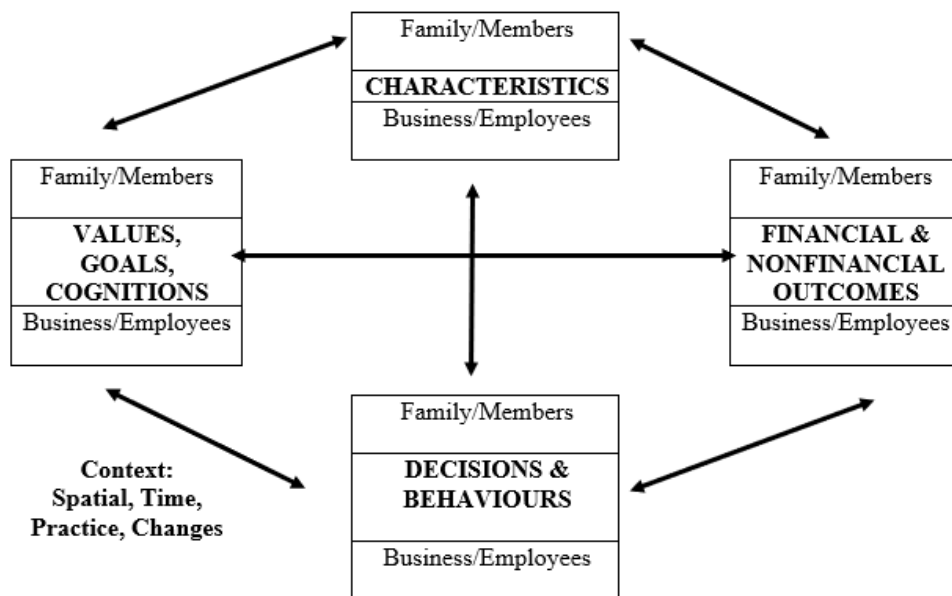 Family/Members
CHARACTERISTICS
Business/Employees
Family/Members
VALUES,
GOALS,
COGNITIONS
Business/Employees
Family/Members
FINANCIAL &
NONFINANCIAL
OUTCOMES
Business/Employees
Family/Members
DECISIONS &
BEHAVIOURS
Business/Employees
Context:
Spatial, Time,
Practice, Changes